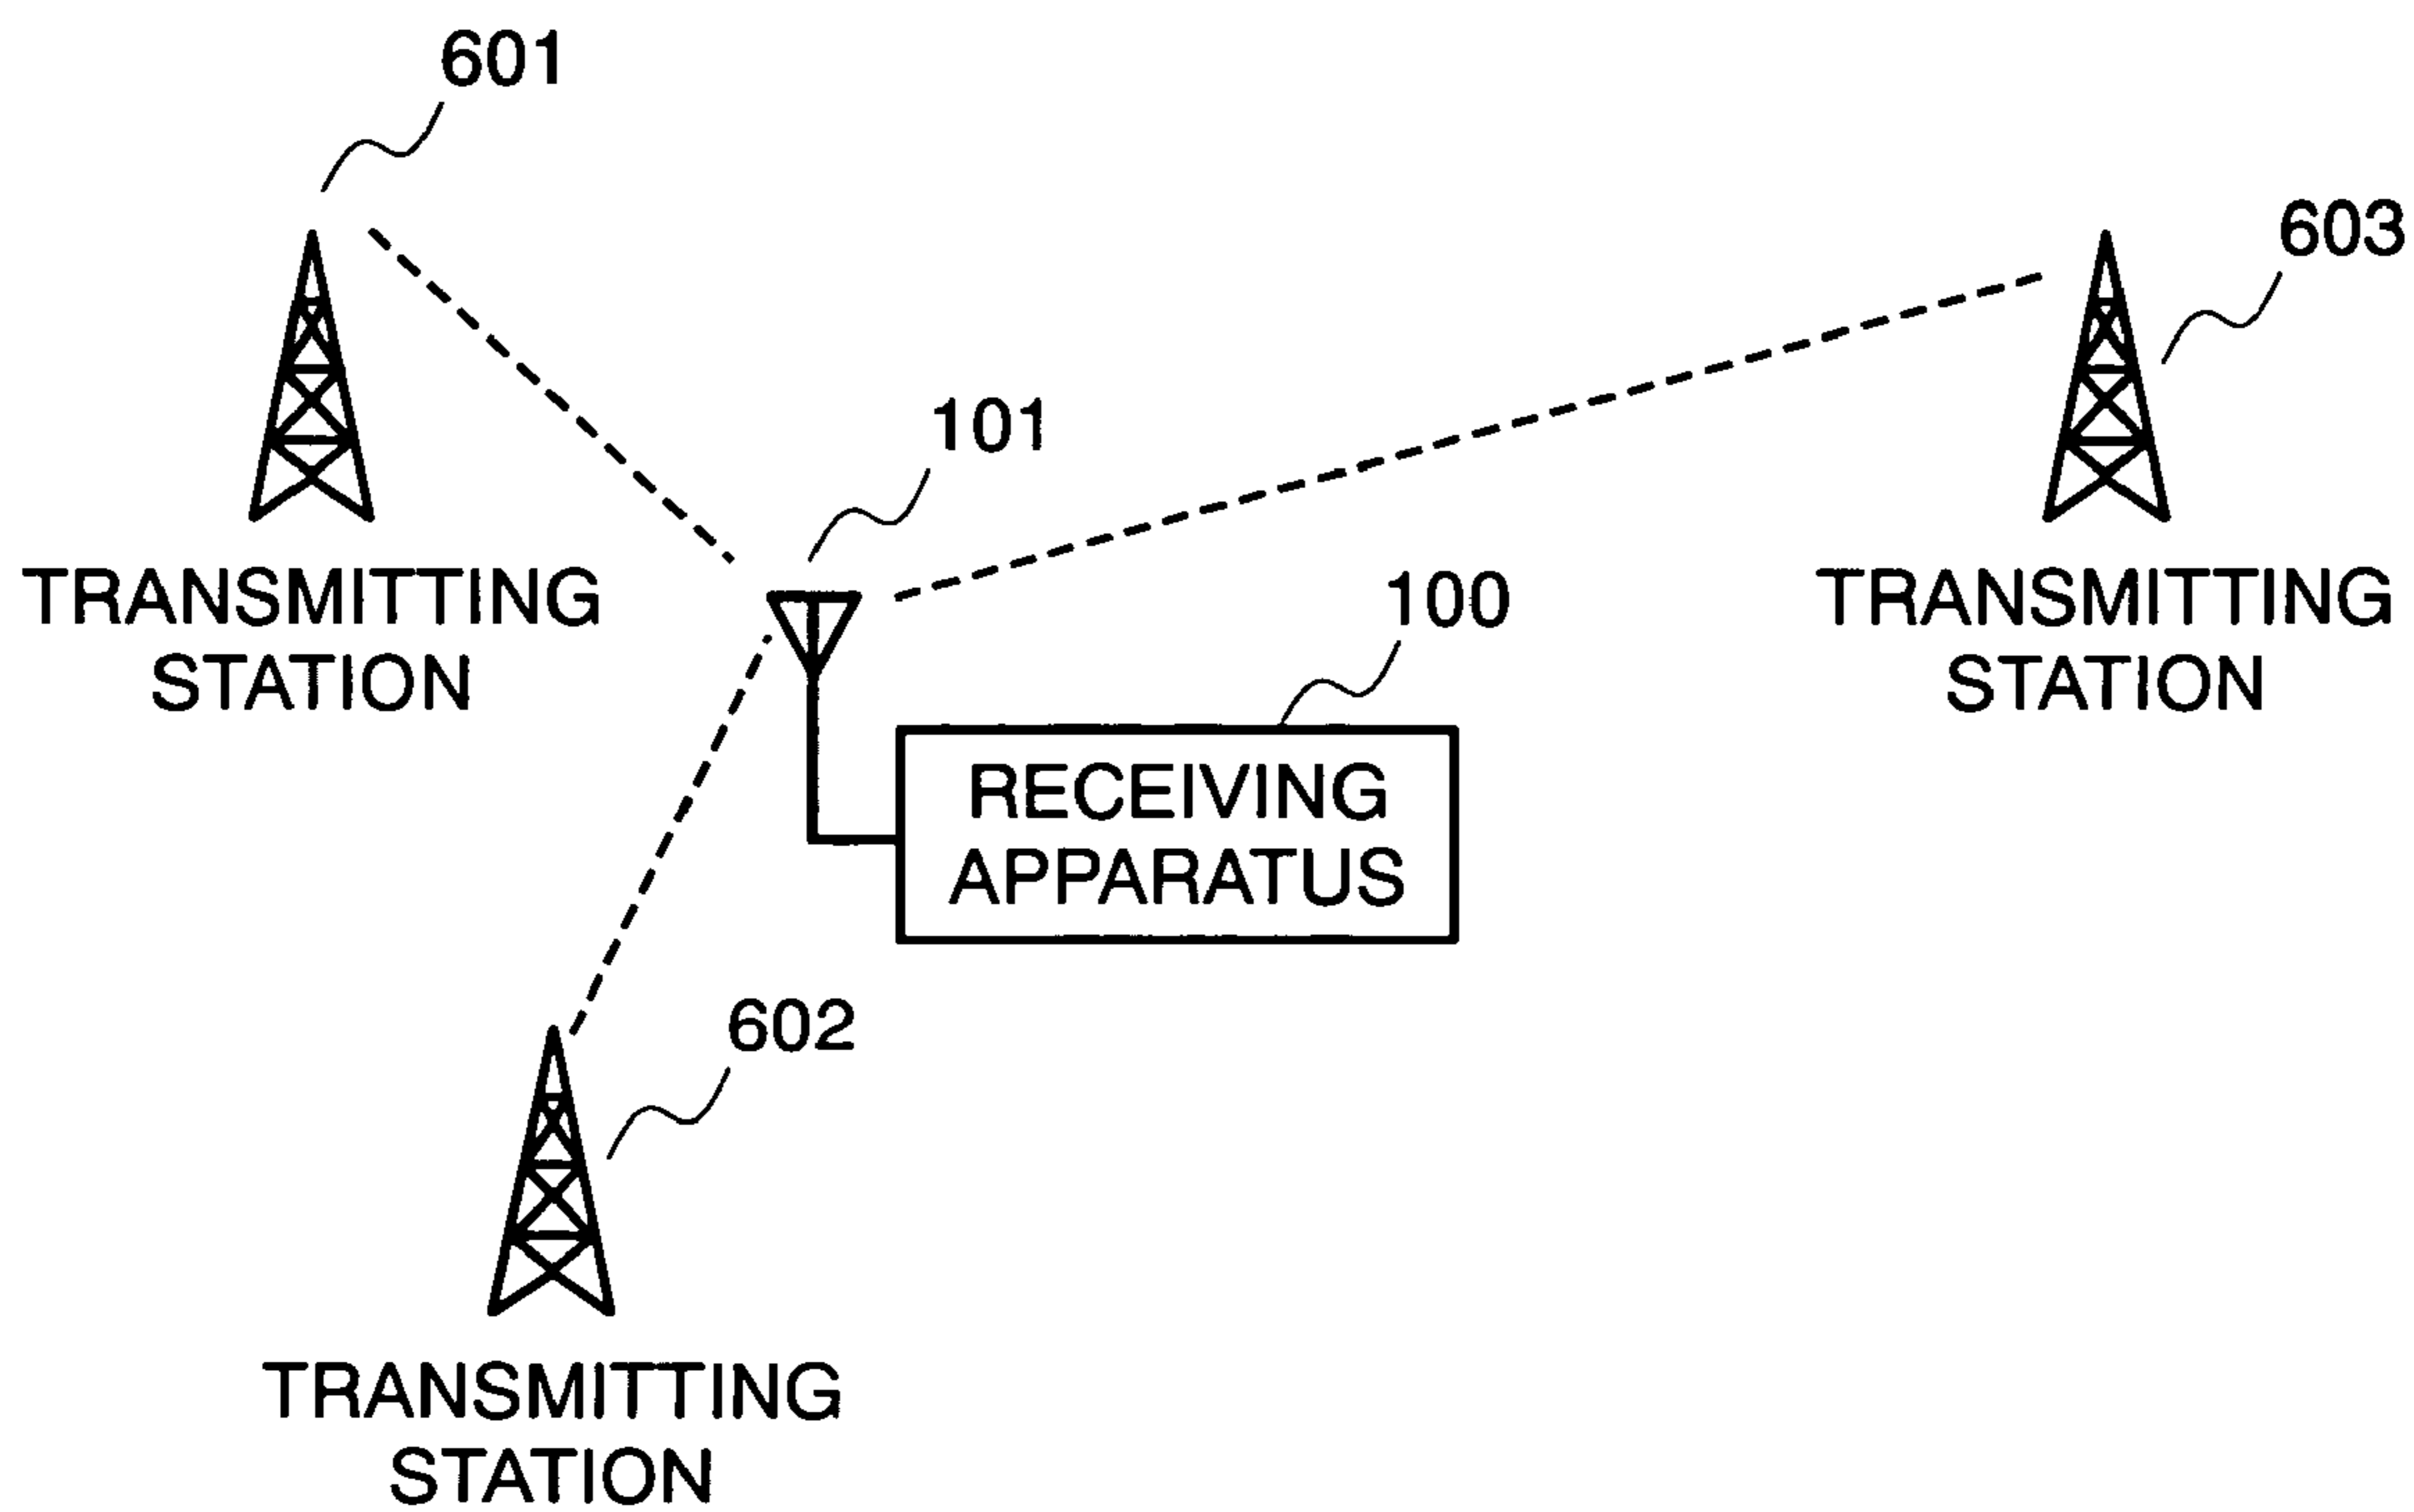 601
603
101
TRANSMITTING
STATION
100
TRANSMITTING
STATION
RECEIVING
APPARATUS
602
TRANSMITTING
STATION